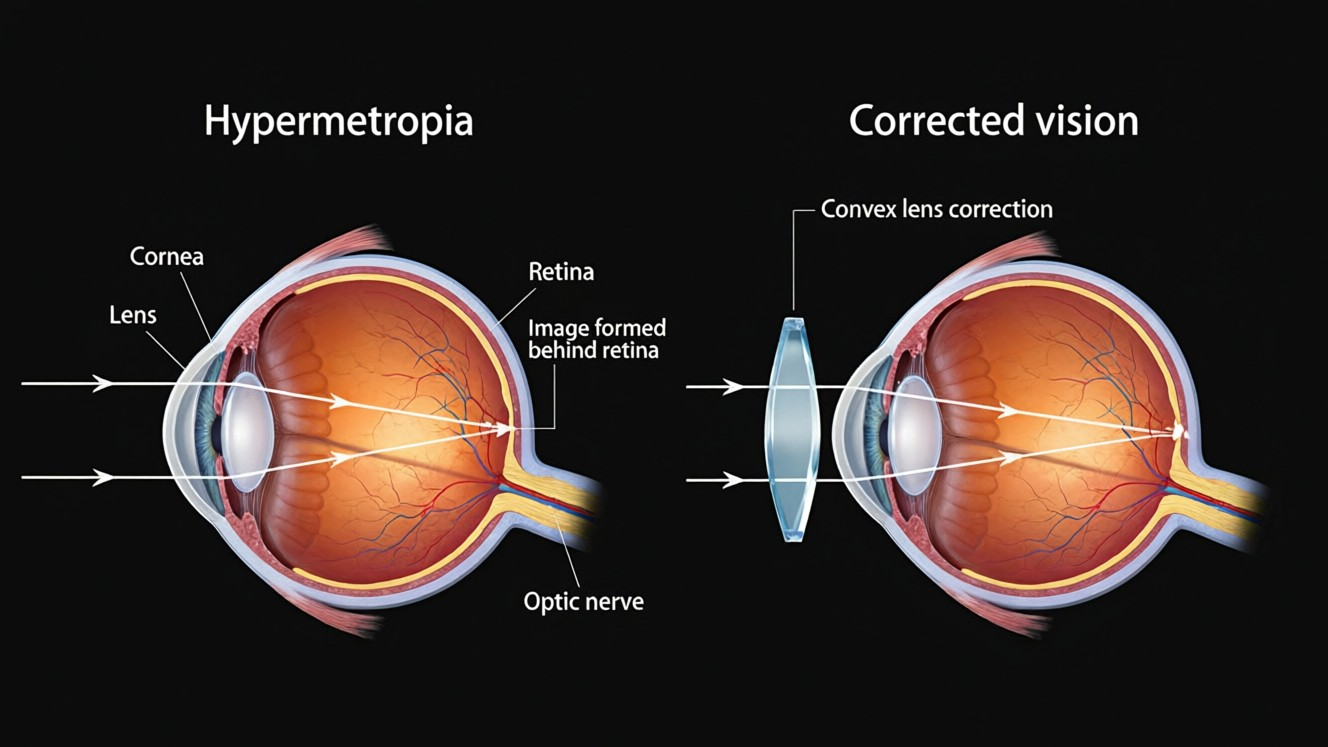 Hypermetropia
Corrected vision
Convex lens correction
Cornea
Lens
Retina
Image formed
behind retina
Optic nerve